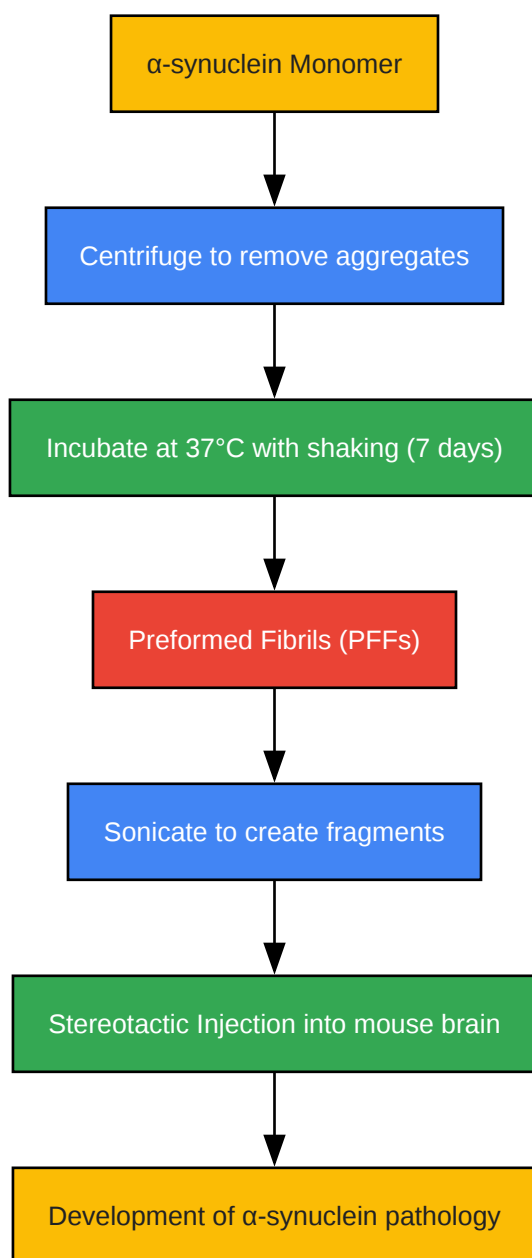 α-synuclein Monomer
Centrifuge to remove aggregates
Incubate at 37°C with shaking (7 days)
Preformed Fibrils (PFFs)
Sonicate to create fragments
Stereotactic Injection into mouse brain
Development of α-synuclein pathology